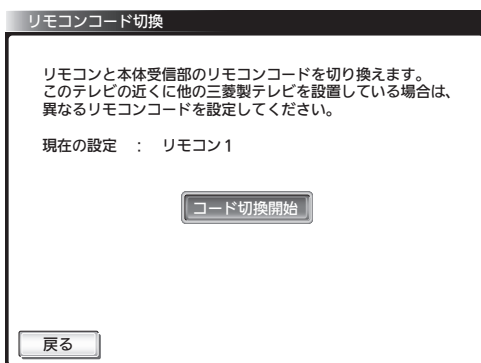 リモコンコード切換
リモコンと本体受信部のリモコンコードを切り換えます。
このテレビの近くに他の三菱製テレビを設置している場合は、
異なるリモコンコードを設定してください。
現在の設定 : リモコン1
コード切換開始
戻る